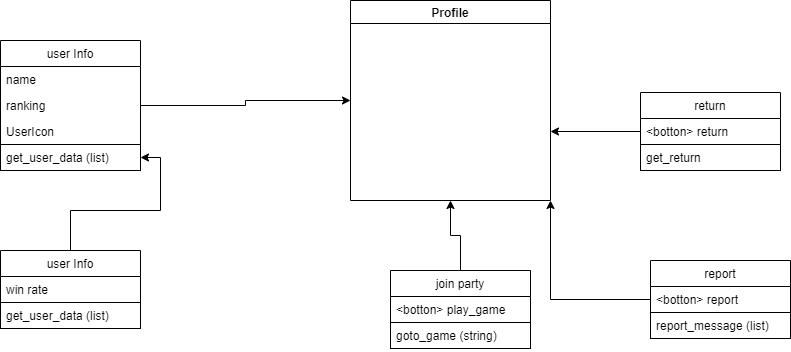 Profile
user Info
name
ranking
UserIcon
get_user_data (list)
return
<botton> return
get_return
user Info
win rate
get_user_data (list)
join party
<botton> play_game
goto_game (string)
report
<botton> report
report_message (list)